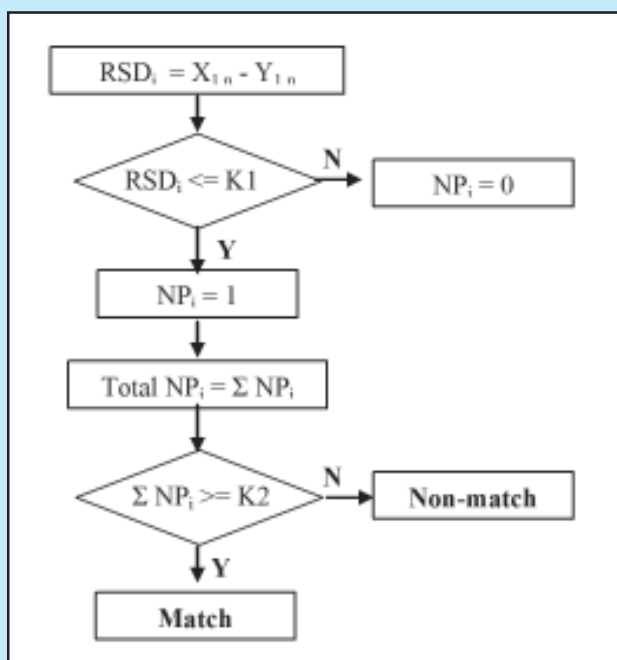 RSDᵢ = X₁ ₙ - Y₁ ₙ
RSDᵢ <= K1
N
NPᵢ = 0
Y
NPᵢ = 1
Total NPᵢ = Σ NPᵢ
Σ NPᵢ >= K2
N
Non-match
Y
Match